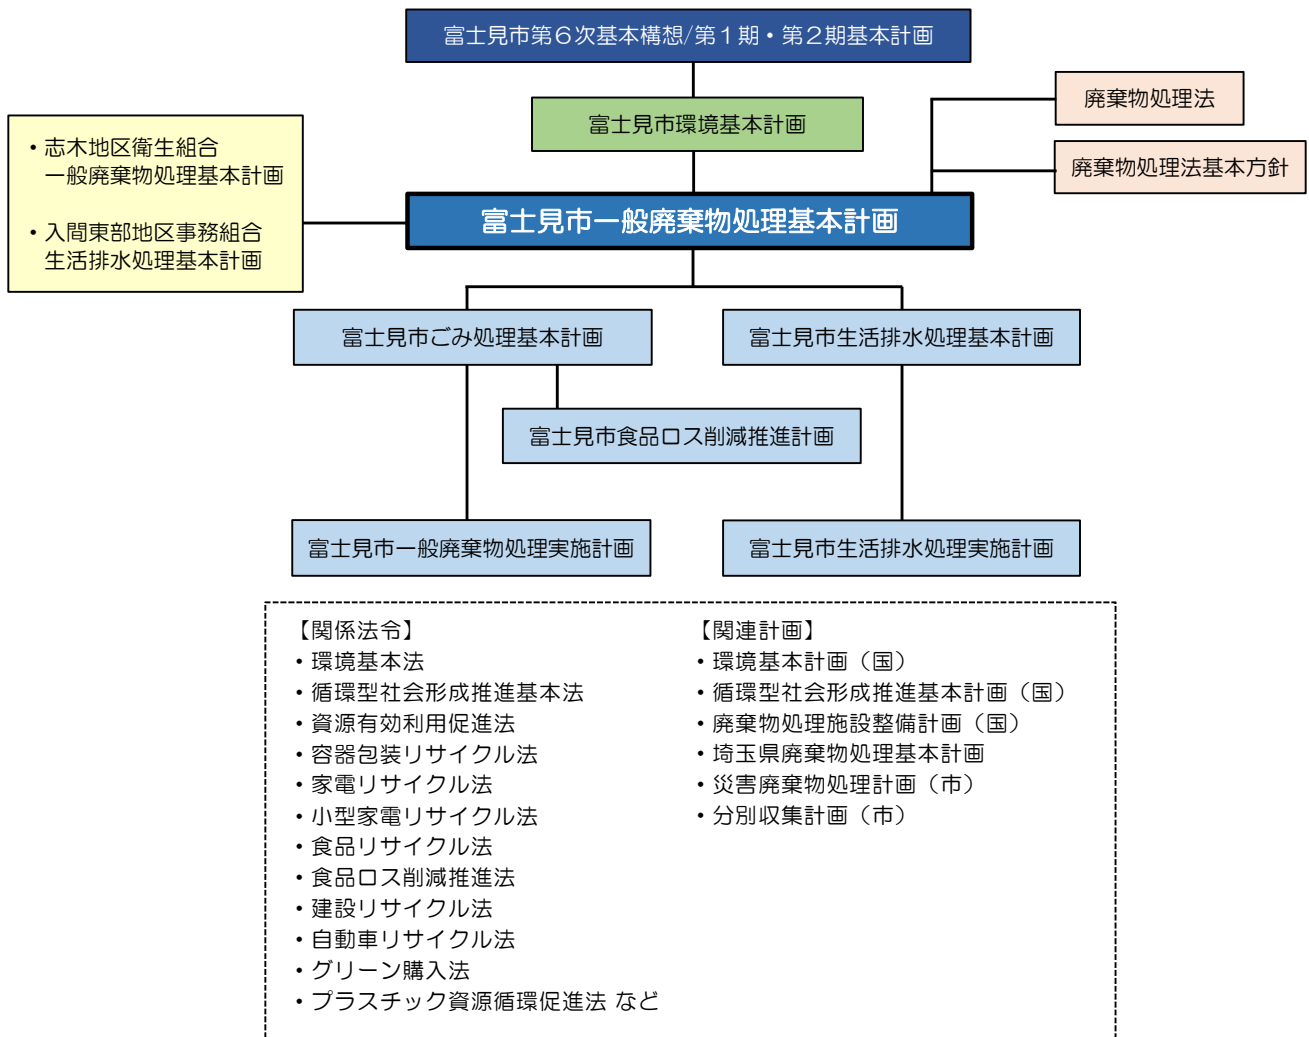 富士見市第６次基本構想/第１期・第２期基本計画
富士見市環境基本計画
廃棄物処理法
廃棄物処理法基本方針
・志木地区衛生組合
一般廃棄物処理基本計画
・入間東部地区事務組合
生活排水処理基本計画
富士見市一般廃棄物処理基本計画
富士見市ごみ処理基本計画
富士見市生活排水処理基本計画
富士見市食品ロス削減推進計画
富士見市一般廃棄物処理実施計画
富士見市生活排水処理実施計画
【関係法令】
・環境基本法
・循環型社会形成推進基本法
・資源有効利用促進法
・容器包装リサイクル法
・家電リサイクル法
・小型家電リサイクル法
・食品リサイクル法
・食品ロス削減推進法
・建設リサイクル法
・自動車リサイクル法
・グリーン購入法
・プラスチック資源循環促進法 など
【関連計画】
・環境基本計画（国）
・循環型社会形成推進基本計画（国）
・廃棄物処理施設整備計画（国）
・埼玉県廃棄物処理基本計画
・災害廃棄物処理計画（市）
・分別収集計画（市）